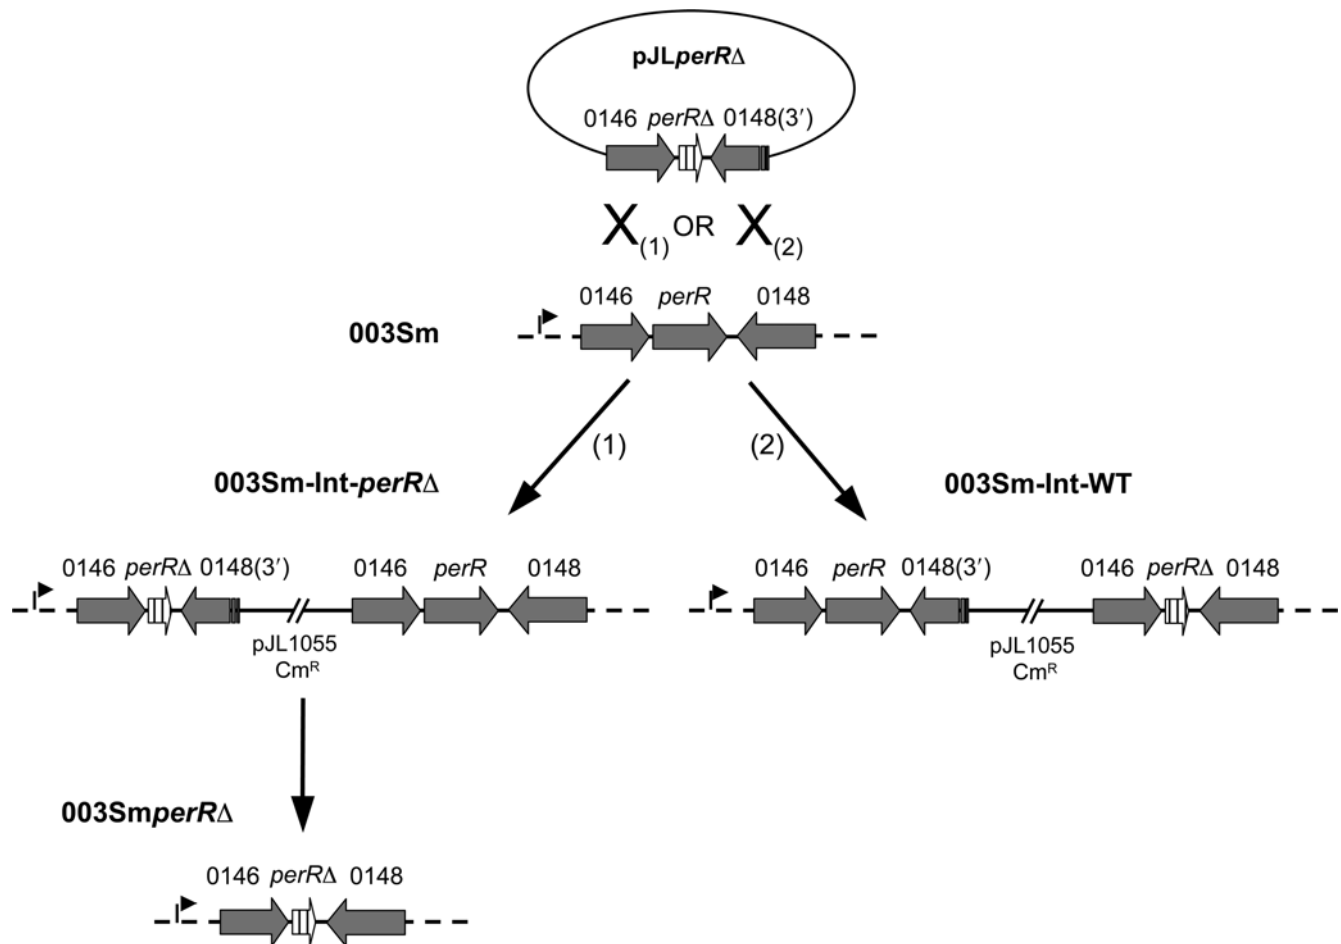 pJLperRΔ
0146 perRΔ 0148(3′)
X(1) OR X(2)
0146 perR 0148
003Sm
(1) (2)
003Sm-Int-perRΔ 003Sm-Int-WT
0146 perRΔ 0148(3′) 0146 perR 0148
0146 perR 0148(3′) 0146 perRΔ 0148
pJL1055
CmR
pJL1055
CmR
003SmperRΔ
0146 perRΔ 0148